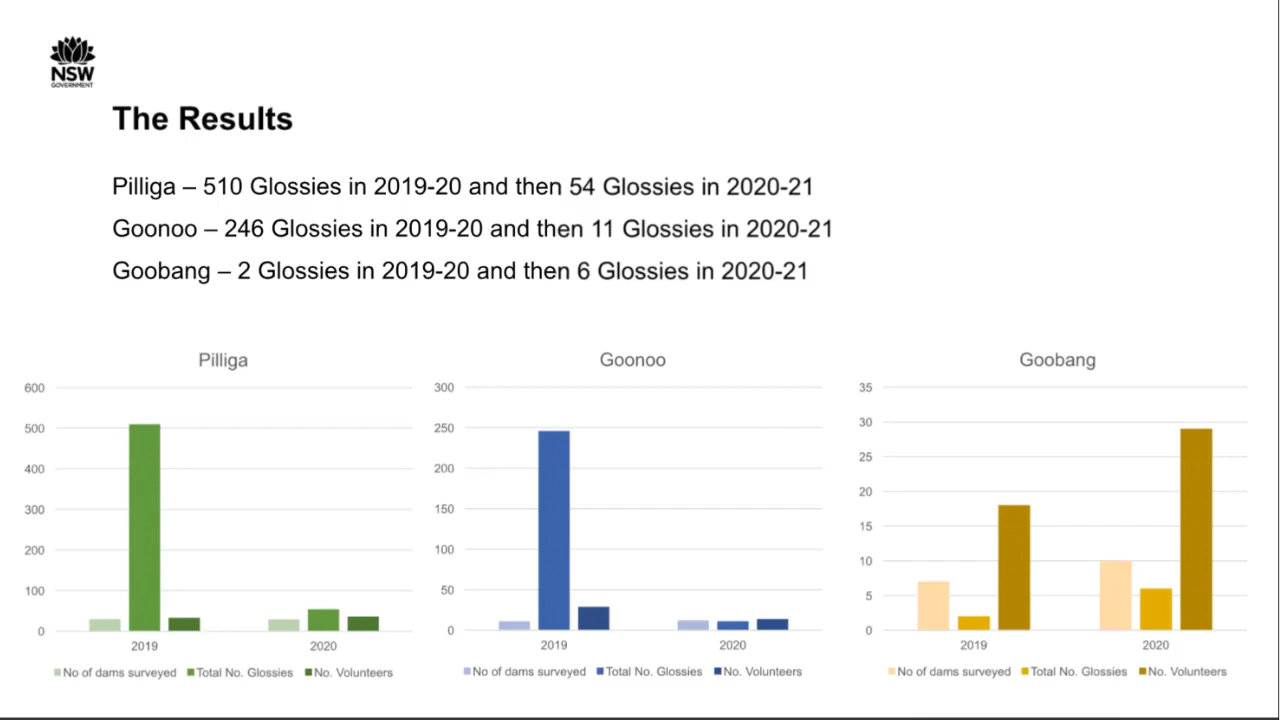 NSW
GOVERNMENT
The Results
Pilliga – 510 Glossies in 2019-20 and then 54 Glossies in 2020-21
Goonoo – 246 Glossies in 2019-20 and then 11 Glossies in 2020-21
Goobang – 2 Glossies in 2019-20 and then 6 Glossies in 2020-21
Pilliga
600
500
400
300
200
100
0
2019 2020
No of dams surveyed Total No. Glossies No. Volunteers
Goonoo
300
250
200
150
100
50
0
2019 2020
No of dams surveyed Total No. Glossies No. Volunteers
Goobang
35
30
25
20
15
10
5
0
2019 2020
No of dams surveyed Total No. Glossies No. Volunteers